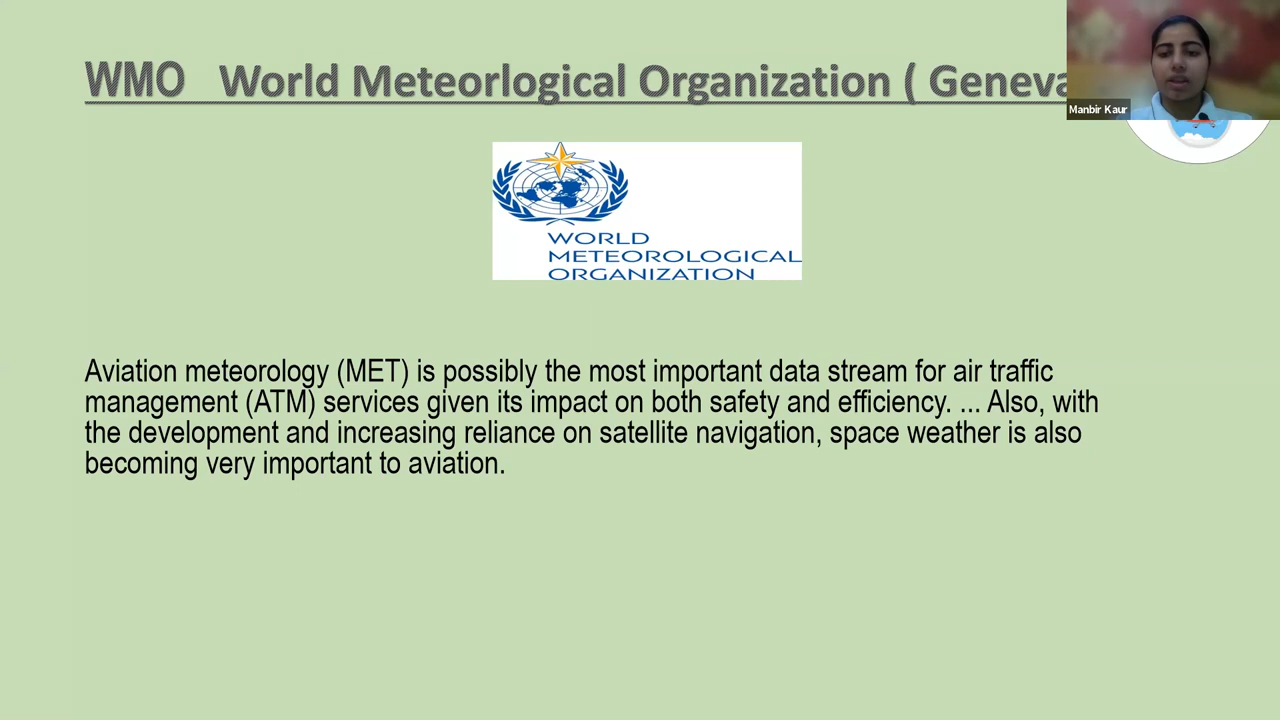 WMO World Meteorlogical Organization ( Geneva
Manbir Kaur
WORLD
METEOROLOGICAL
ORGANIZATION
Aviation meteorology (MET) is possibly the most important data stream for air traffic
management (ATM) services given its impact on both safety and efficiency. ... Also, with
the development and increasing reliance on satellite navigation, space weather is also
becoming very important to aviation.